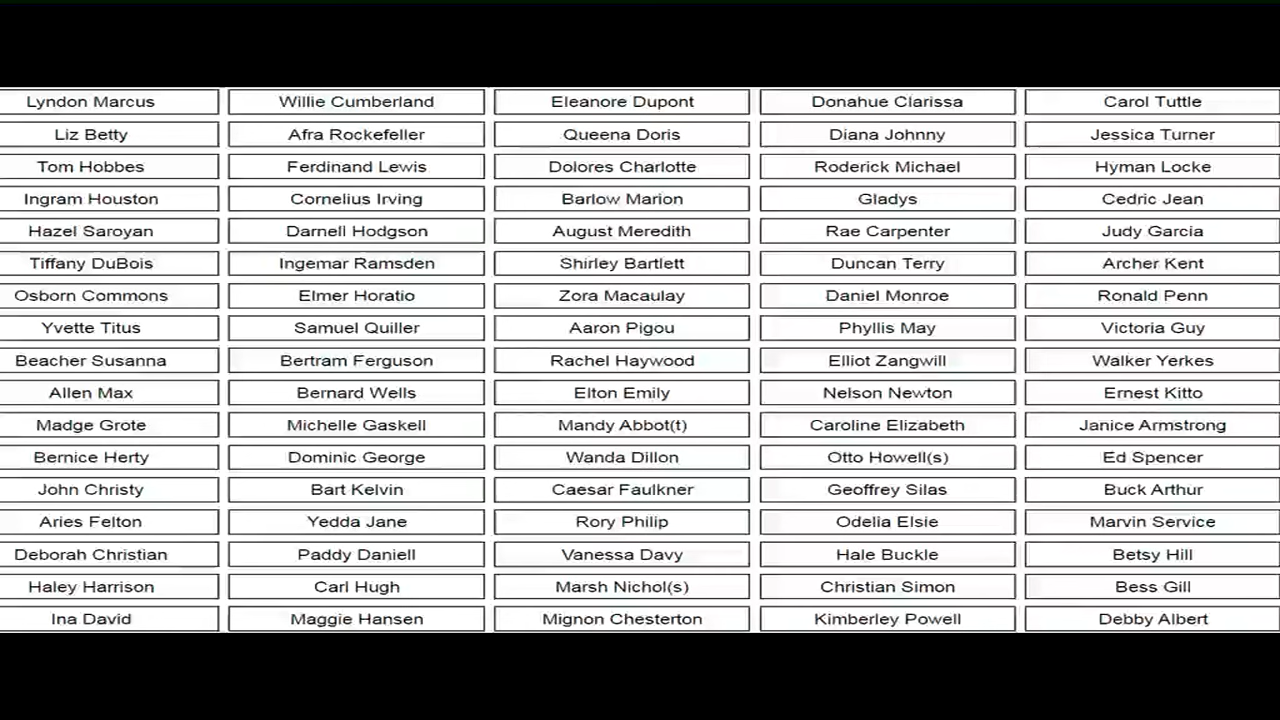 Lyndon Marcus Willie Cumberland Eleanore Dupont Donahue Clarissa Carol Tuttle
Liz Betty Afra Rockefeller Queena Doris Diana Johnny Jessica Turner
Tom Hobbes Ferdinand Lewis Dolores Charlotte Roderick Michael Hyman Locke
Ingram Houston Cornelius Irving Barlow Marion Gladys Cedric Jean
Hazel Saroyan Darnell Hodgson August Meredith Rae Carpenter Judy Garcia
Tiffany DuBois Ingemar Ramsden Shirley Bartlett Duncan Terry Archer Kent
Osborn Commons Elmer Horatio Zora Macaulay Daniel Monroe Ronald Penn
Yvette Titus Samuel Quiller Aaron Pigou Phyllis May Victoria Guy
Beacher Susanna Bertram Ferguson Rachel Haywood Elliot Zangwill Walker Yerkes
Allen Max Bernard Wells Elton Emily Nelson Newton Ernest Kitto
Madge Grote Michelle Gaskell Mandy Abbot(t) Caroline Elizabeth Janice Armstrong
Bernice Herty Dominic George Wanda Dillon Otto Howell(s) Ed Spencer
John Christy Bart Kelvin Caesar Faulkner Geoffrey Silas Buck Arthur
Aries Felton Yedda Jane Rory Philip Odelia Elsie Marvin Service
Deborah Christian Paddy Daniell Vanessa Davy Hale Buckle Betsy Hill
Haley Harrison Carl Hugh Marsh Nichol(s) Christian Simon Bess Gill
Ina David Maggie Hansen Mignon Chesterton Kimberley Powell Debby Albert